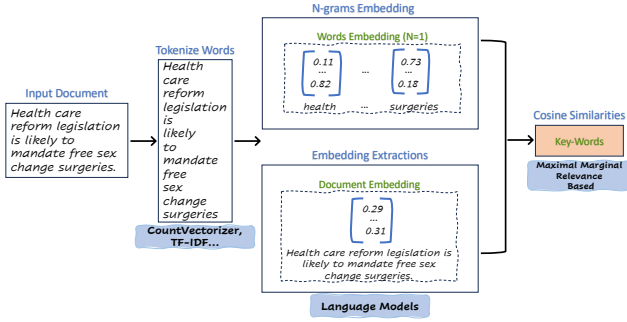 Input Document
Health care
reform legislation
is likely to
mandate free sex
change surgeries.
Tokenize Words
Health
care
reform
legislation
is
likely
to
mandate
free
sex
change
surgeries
CountVectorizer,
TF-IDF...
N-grams Embedding
Words Embedding (N=1)
0.11 0.73
... ... ...
0.82 0.18
health ... surgeries
Embedding Extractions
Document Embedding
0.29
...
0.31
Health care reform legislation is
likely to mandate free sex
change surgeries.
Language Models
Cosine Similarities
Key-Words
Maximal Marginal
Relevance
Based